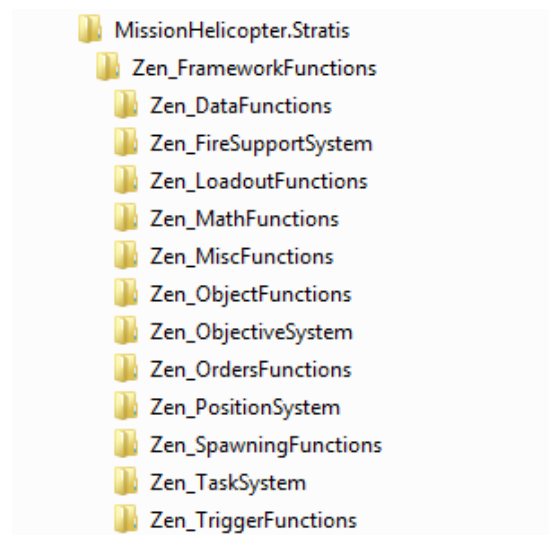 MissionHelicopter.Stratis
Zen_FrameworkFunctions
Zen_DataFunctions
Zen_FireSupportSystem
Zen_LoadoutFunctions
Zen_MathFunctions
Zen_MiscFunctions
Zen_ObjectFunctions
Zen_ObjectiveSystem
Zen_OrdersFunctions
Zen_PositionSystem
Zen_SpawningFunctions
Zen_TaskSystem
Zen_TriggerFunctions